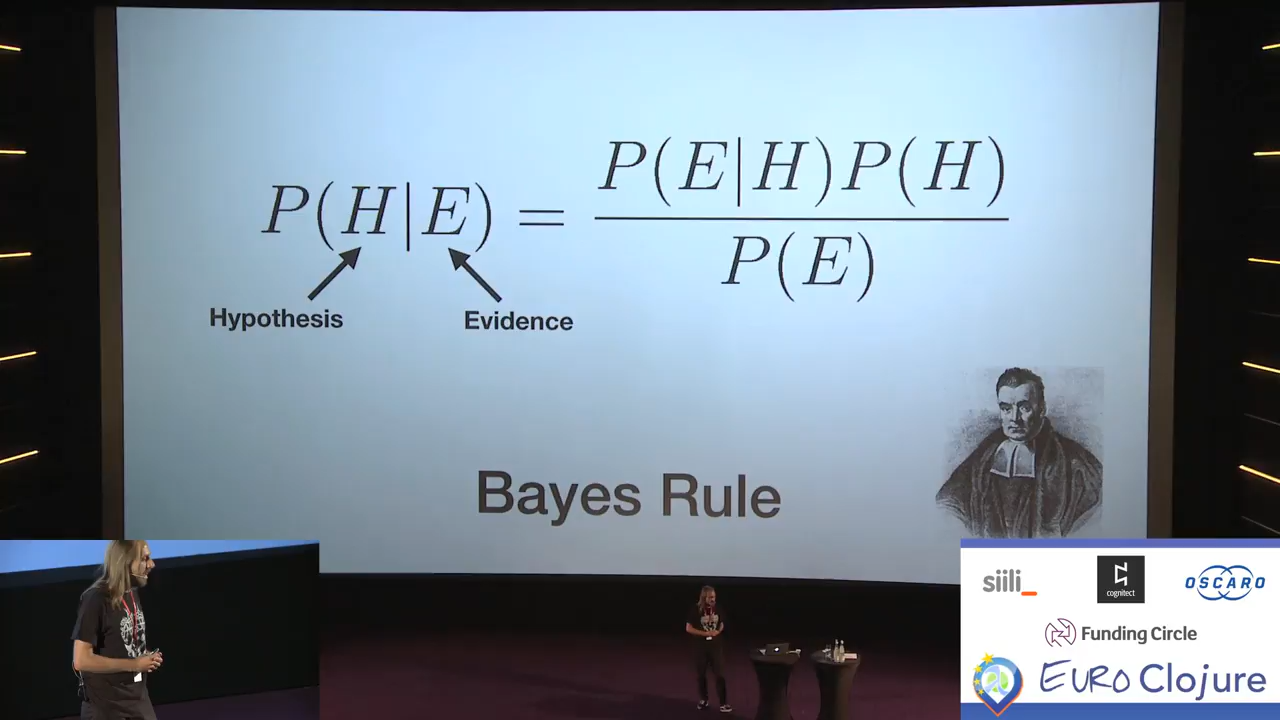 P(H|E) = P(E|H)P(H) / P(E)
Hypothesis
Evidence
Bayes Rule
siili_
cognitect
OSCARO
Funding Circle
EURO Clojure